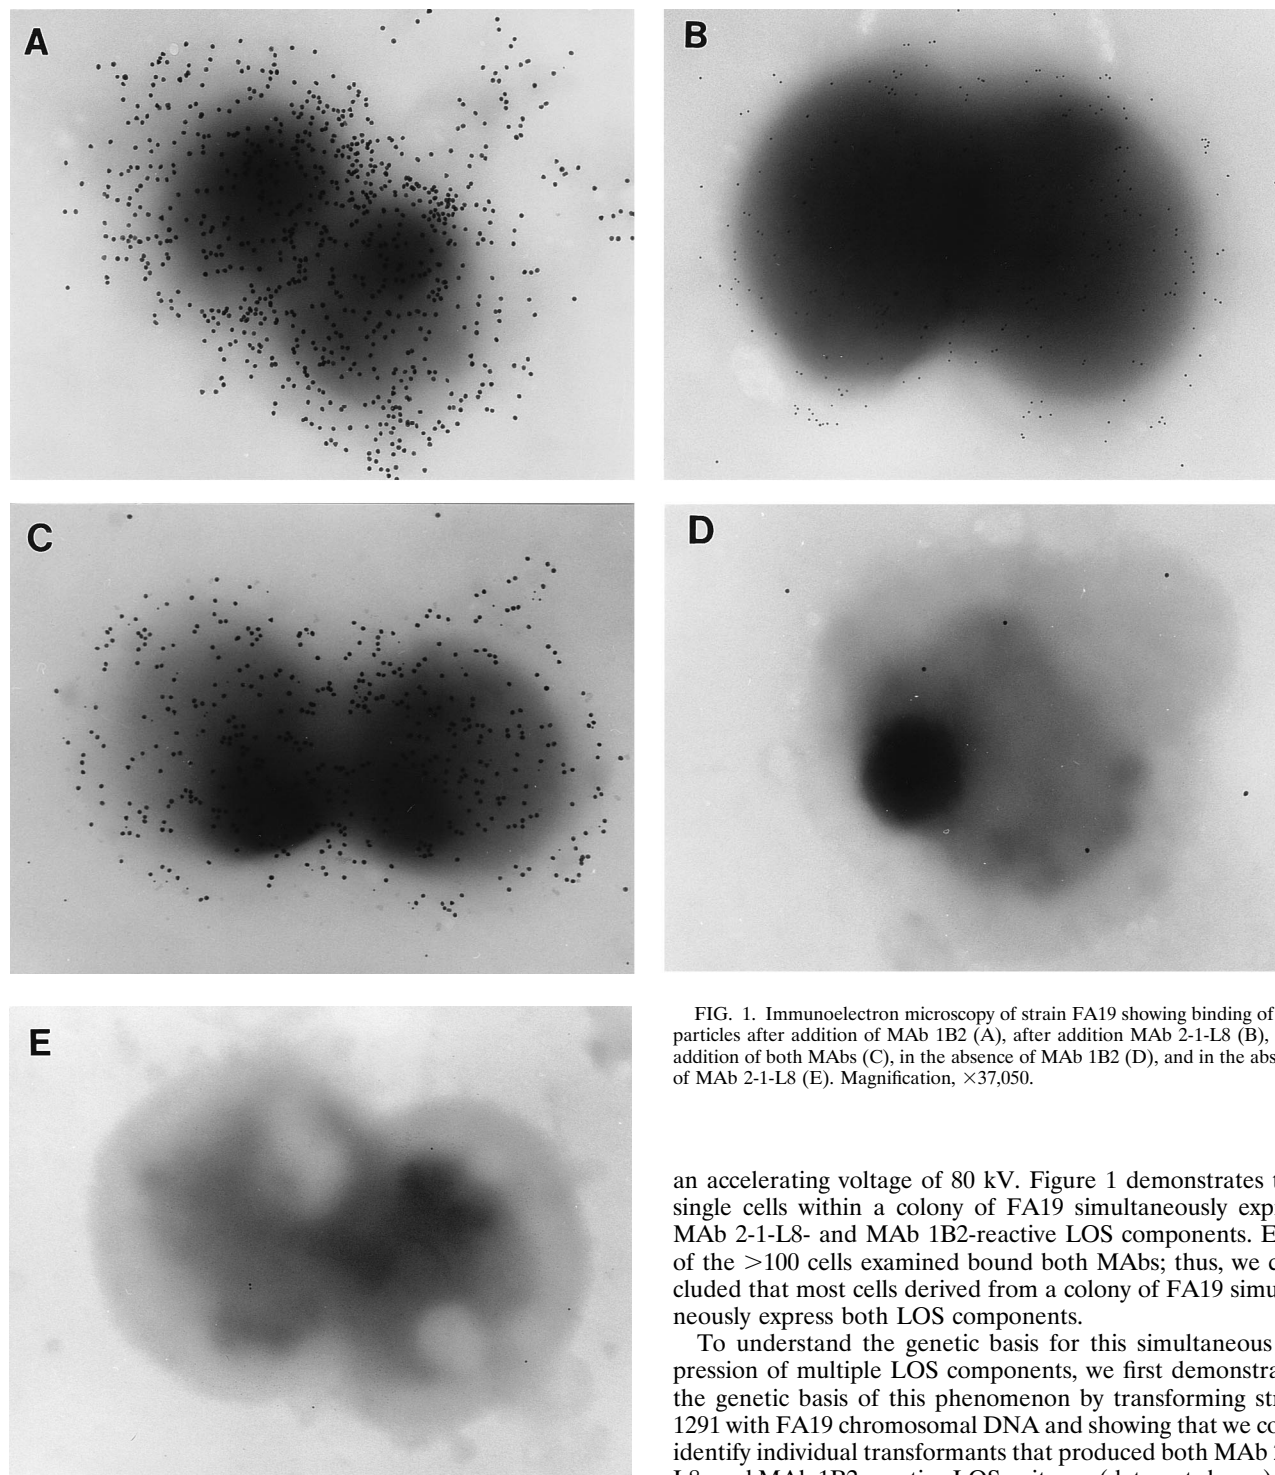 A
B
C
D
E
FIG. 1. Immunoelectron microscopy of strain FA19 showing binding of
particles after addition of MAb 1B2 (A), after addition MAb 2-1-L8 (B),
addition of both MAbs (C), in the absence of MAb 1B2 (D), and in the abs
of MAb 2-1-L8 (E). Magnification, ×37,050.
an accelerating voltage of 80 kV. Figure 1 demonstrates t
single cells within a colony of FA19 simultaneously exp
MAb 2-1-L8- and MAb 1B2-reactive LOS components. E
of the >100 cells examined bound both MAbs; thus, we c
cluded that most cells derived from a colony of FA19 simu
neously express both LOS components.
To understand the genetic basis for this simultaneous
pression of multiple LOS components, we first demonstra
the genetic basis of this phenomenon by transforming str
1291 with FA19 chromosomal DNA and showing that we co
identify individual transformants that produced both MAb